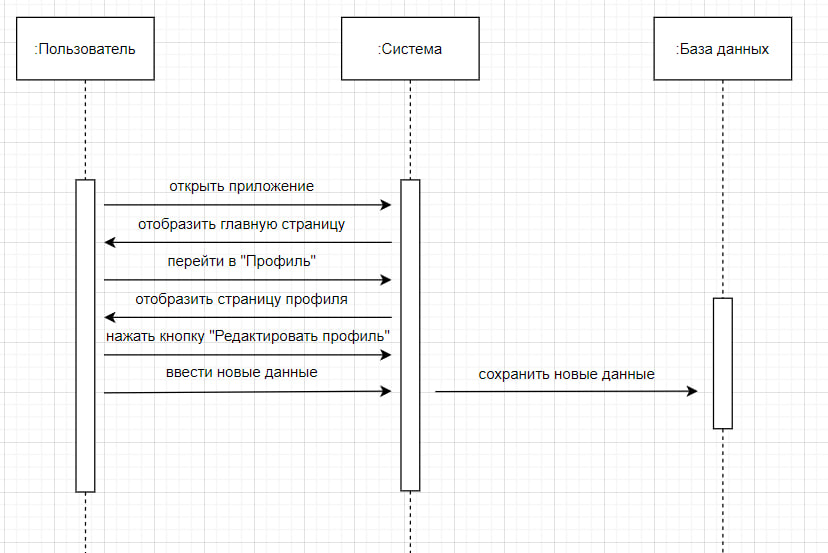 :Пользователь
:Система
:База данных
открыть приложение
отобразить главную страницу
перейти в "Профиль"
отобразить страницу профиля
нажать кнопку "Редактировать профиль"
ввести новые данные
сохранить новые данные